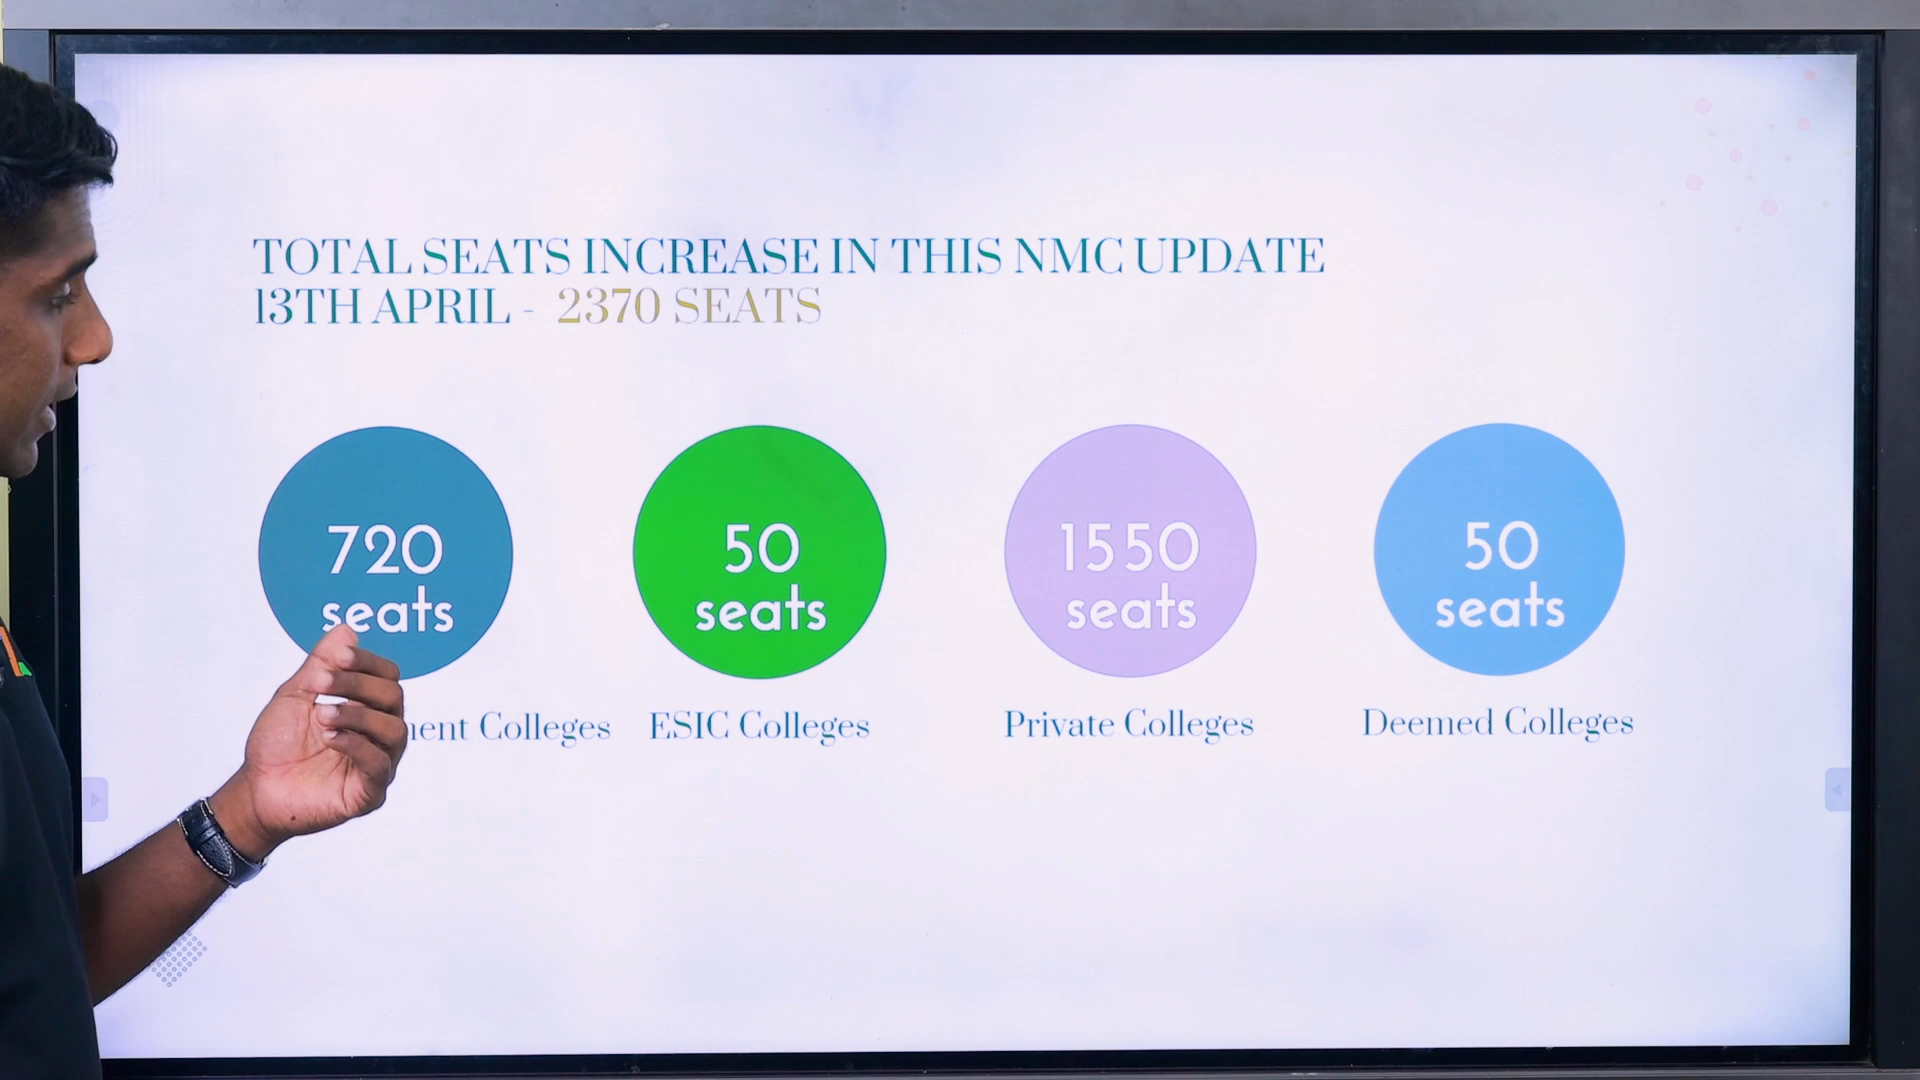 TOTAL SEATS INCREASE IN THIS NMC UPDATE
13TH APRIL - 2370 SEATS
720
seats
50
seats
1550
seats
50
seats
Colleges
ESIC Colleges
Private Colleges
Deemed Colleges